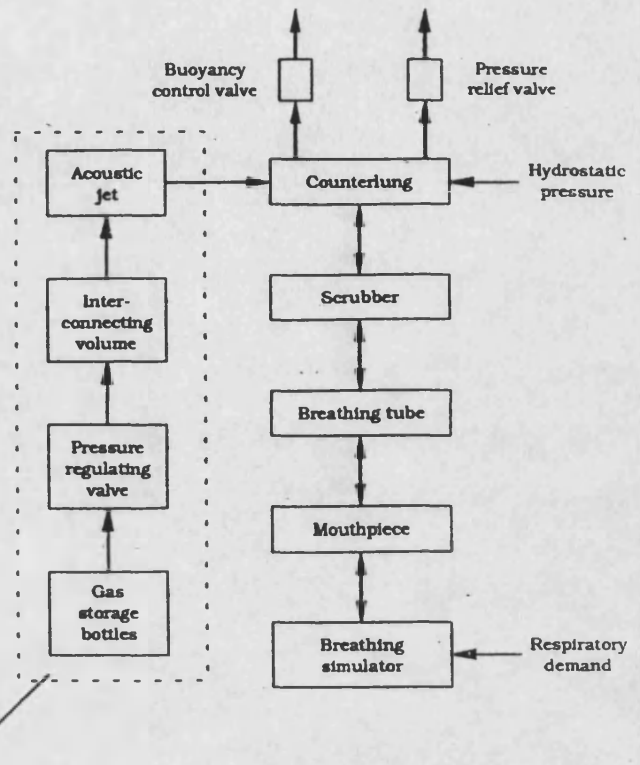 Buoyancy
control valve
Pressure
relief valve
Acoustic
jet
Counterlung
Hydrostatic
pressure
Inter-
connecting
volume
Scrubber
Breathing tube
Pressure
regulating
valve
Mouthpiece
Gas
storage
bottles
Breathing
simulator
Respiratory
demand